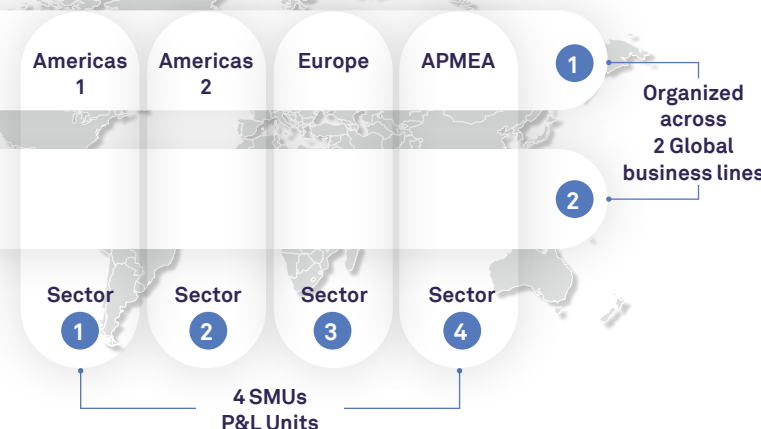 Americas
1
Americas
2
Europe
APMEA
1
Organized
across
2 Global
business lines
2
Sector
1
Sector
2
Sector
3
Sector
4
4 SMUs
P&L Units